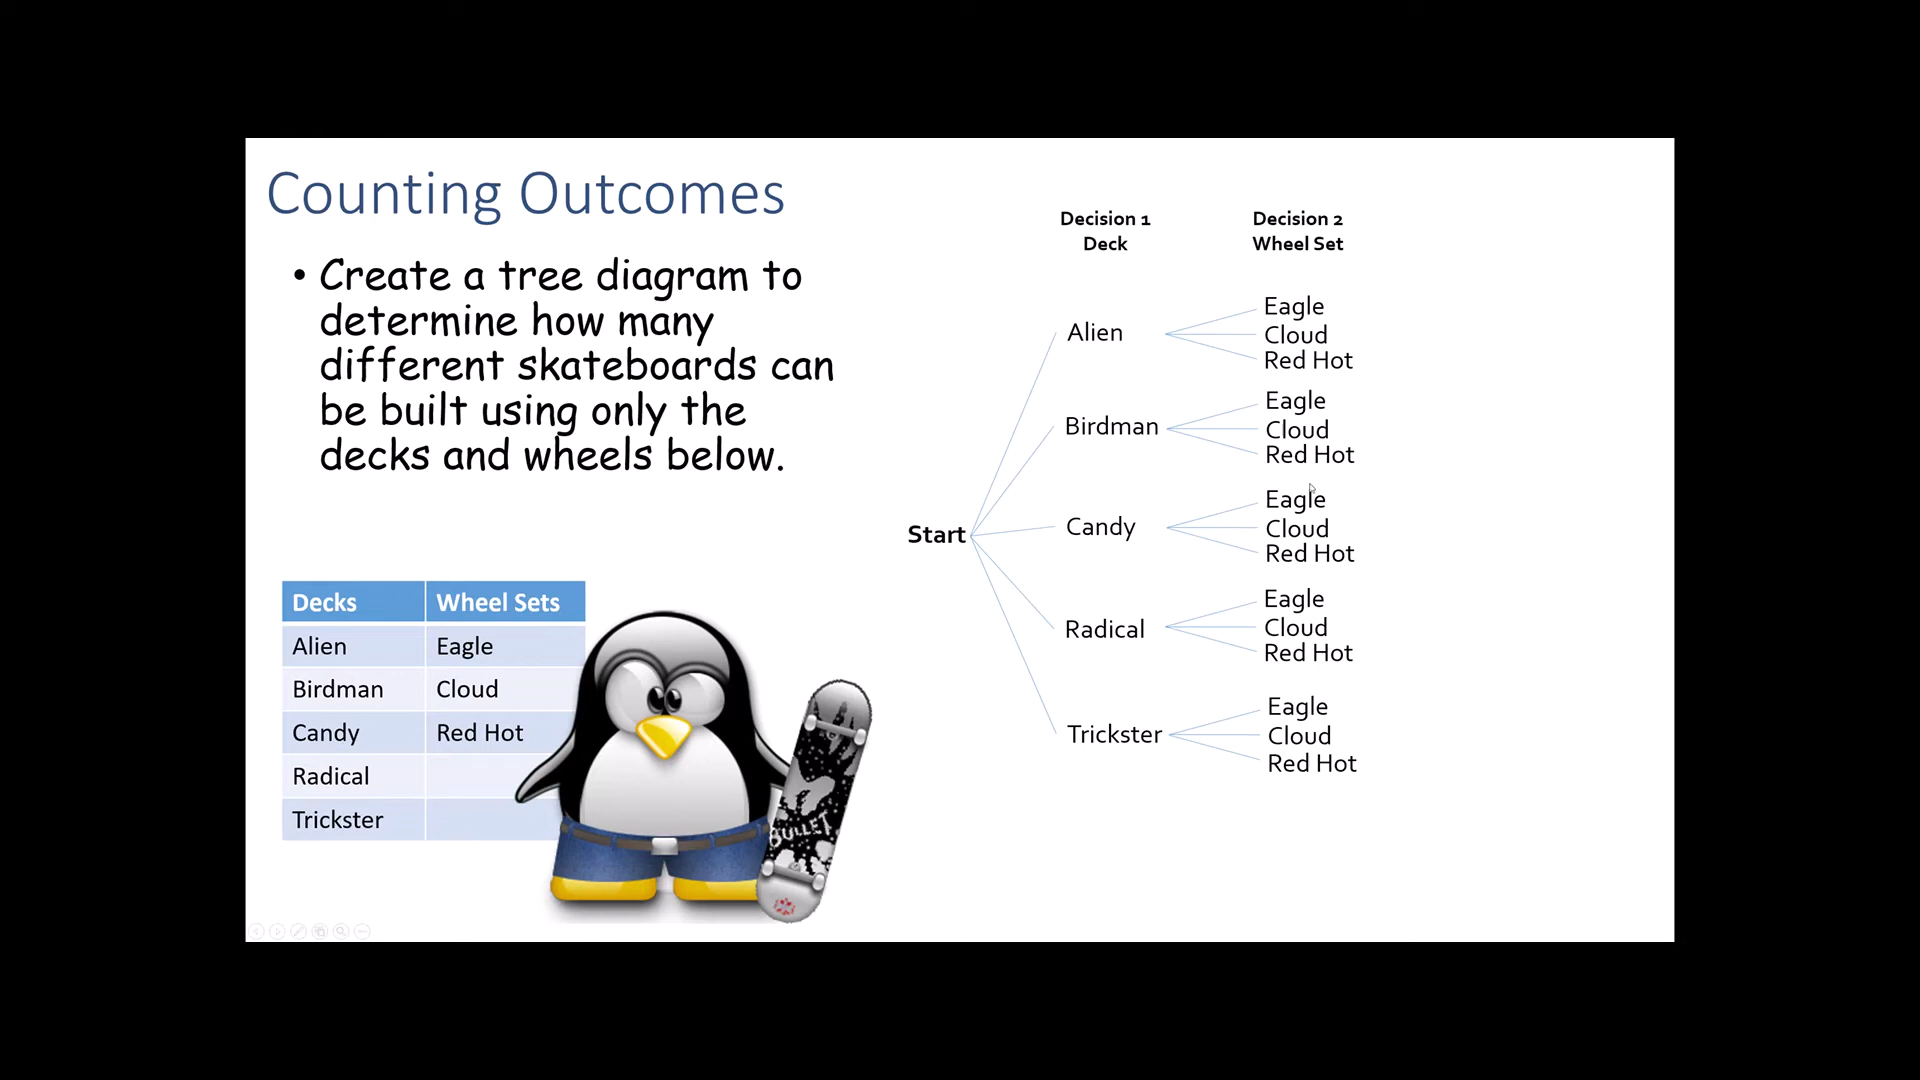 Counting Outcomes
• Create a tree diagram to
determine how many
different skateboards can
be built using only the
decks and wheels below.
Decks Wheel Sets
Alien Eagle
Birdman Cloud
Candy Red Hot
Radical
Trickster
BULLET
Decision 1
Deck
Decision 2
Wheel Set
Start
Alien
Eagle
Cloud
Red Hot
Birdman
Eagle
Cloud
Red Hot
Candy
Eagle
Cloud
Red Hot
Radical
Eagle
Cloud
Red Hot
Trickster
Eagle
Cloud
Red Hot